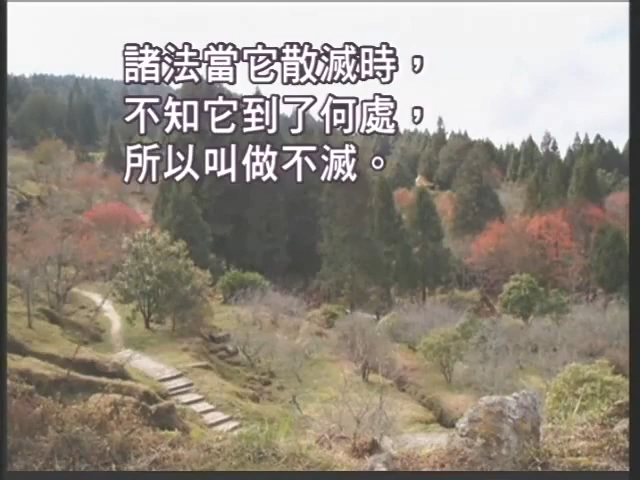 諸法當它散滅時，
不知它到了何處，
所以叫做不滅。